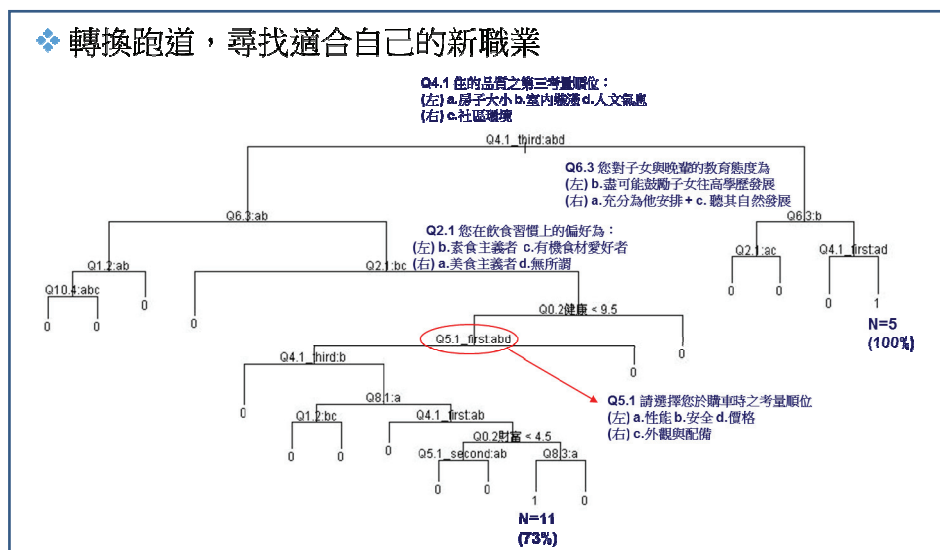 轉換跑道，尋找適合自己的新職業
Q4.1 住的品質之第三考量順位：
(左) a.房子大小 b.室內裝潢 d.人文氣息
(右) c.社區環境
Q4.1_third:abd
Q6.3 您對子女與晚輩的教育態度為
(左) b.盡可能鼓勵子女往高學歷發展
(右) a.充分為他安排 + c. 聽其自然發展
Q6.3:ab
Q6.3:b
Q2.1 您在飲食習慣上的偏好為：
(左) b.素食主義者 c.有機食材愛好者
(右) a.美食主義者 d.無所謂
Q2.1:ac
Q4.1_first:ad
Q1.2:ab
Q2.1:bc
Q10.4:abc
0
0
0
0
0
0
0
1
N=5
(100%)
Q0.2健康 < 9.5
Q5.1_first:abd
0
Q4.1_third:b
0
Q5.1 請選擇您於購車時之考量順位
(左) a.性能 b.安全 d.價格
(右) c.外觀與配備
Q8.1:a
0
Q1.2:bc
Q4.1_first:ab
Q0.2財富 < 4.5
0
0
0
Q5.1_second:ab
Q8.3:a
0
0
1
0
N=11
(73%)